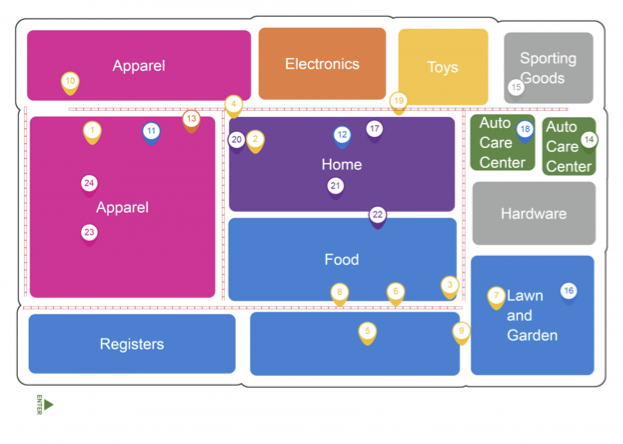 Apparel
Electronics
Toys
Sporting
Goods
10
15
4
19
1
11
13
20
2
12
17
Home
21
22
24
Apparel
23
Auto
Care
Center
18
Auto
Care
Center
14
Hardware
Food
8
6
3
7
Lawn
and
Garden
16
Registers
5
9
ENTER